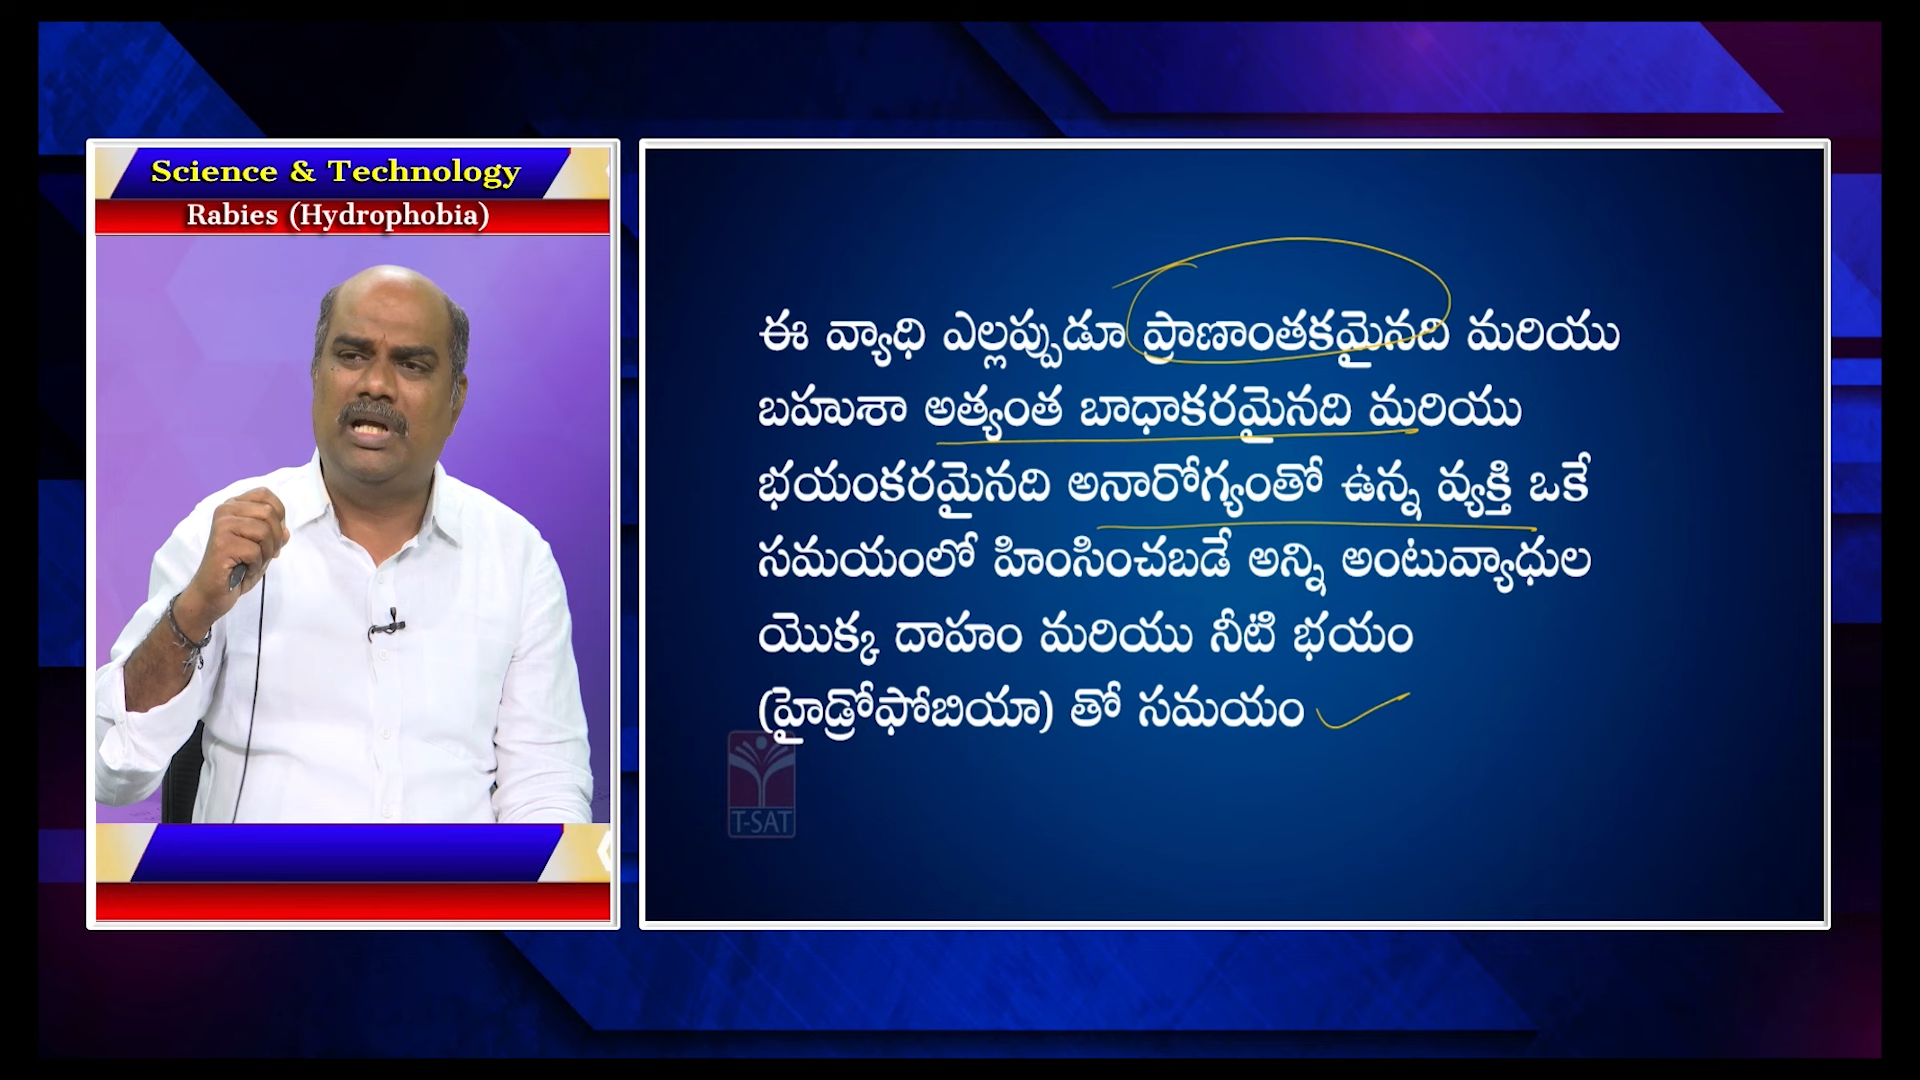 Science & Technology
Rabies (Hydrophobia)
ఈ వ్యాధి ఎల్లప్పుడూ ప్రాణాంతకమైనది మరియు
బహుశా అత్యంత బాధాకరమైనది మరియు
భయంకరమైనది అనారోగ్యంతో ఉన్న వ్యక్తి ఒకే
సమయంలో హింసించబడే అన్ని అంటువ్యాధుల
యొక్క దాహం మరియు నీటి భయం
(హైడ్రోఫోబియా) తో సమయం
T-SAT